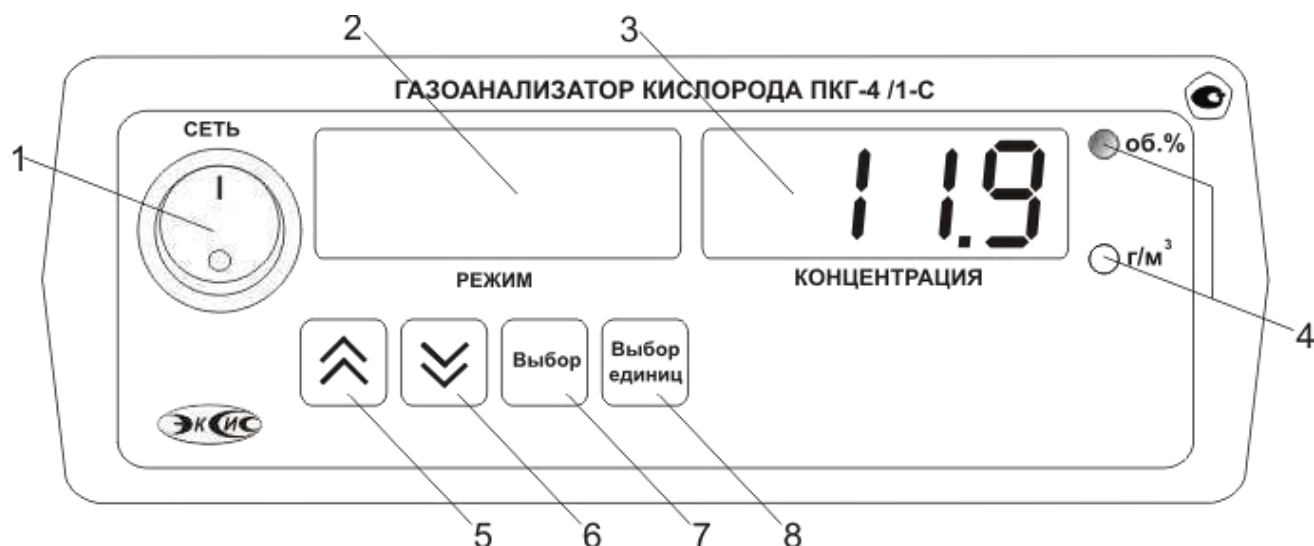 2
3
ГАЗОАНАЛИЗАТОР КИСЛОРОДА ПКГ-4 /1-С
СЕТЬ
1
I
11.9
об.%
г/м³
РЕЖИМ
КОНЦЕНТРАЦИЯ
4
Выбор
Выбор
единиц
ЭКСИС
5
6
7
8